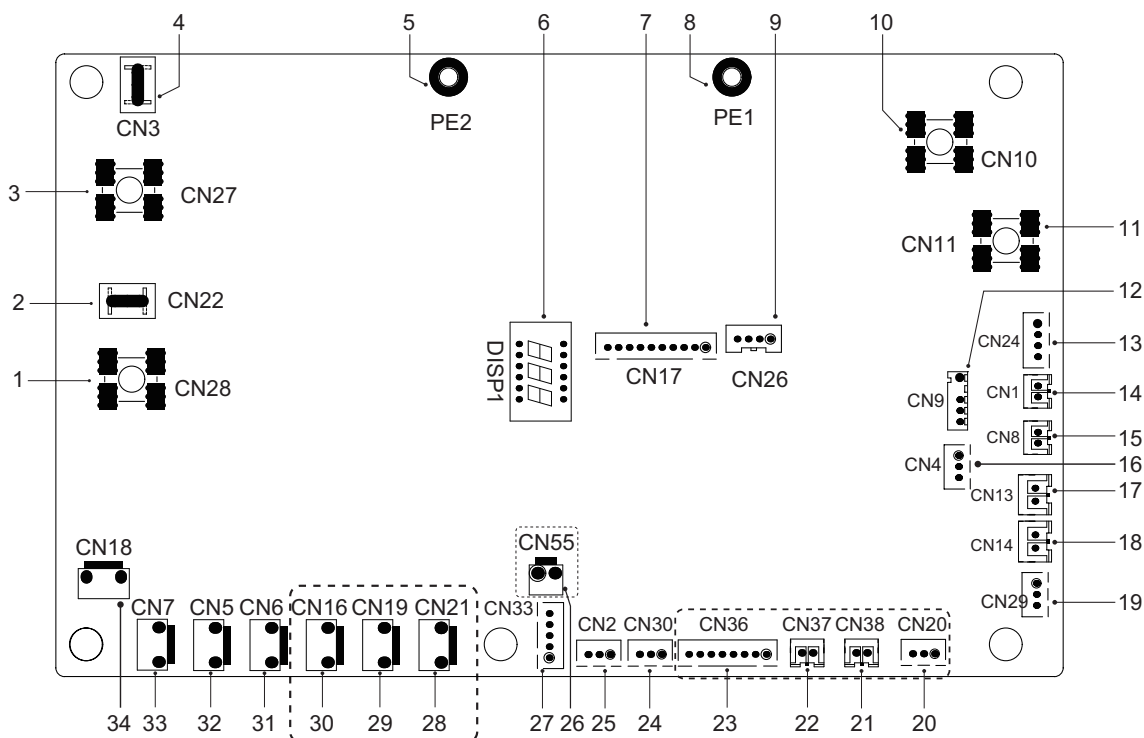 4 5 6 7 8 9 10
CN3 PE2 PE1
CN10
3 CN27
CN11 11
12
2 CN22
CN24 13
DISP1 CN17 CN26
1 CN28
CN9 CN1 14
CN8 15
CN4 16
CN13 17
CN18 CN55 CN14 18
CN7 CN5 CN6 CN16 CN19 CN21 CN33 CN2 CN30 CN36 CN37 CN38 CN20
CN29 19
34 33 32 31 30 29 28 27 26 25 24 23 22 21 20